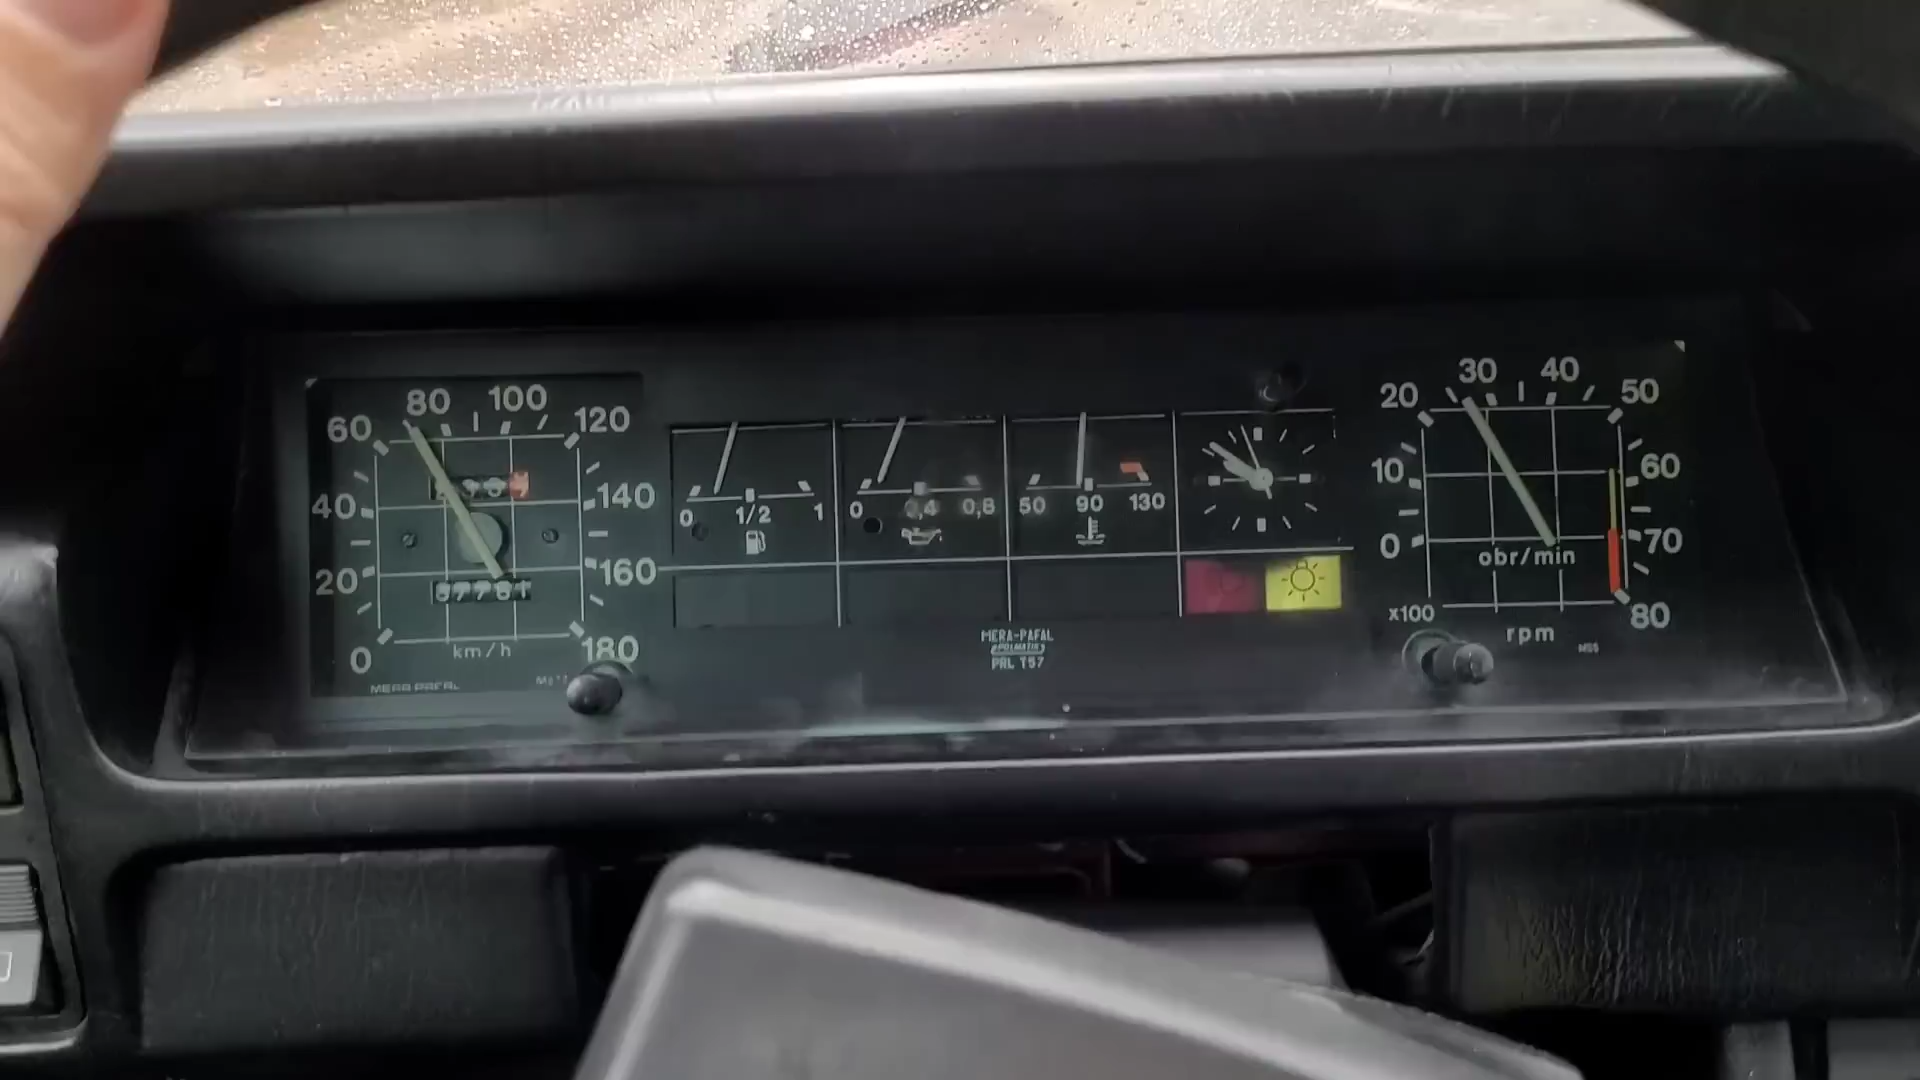 60 80 100 120
40 140
20 160
0 180
km/h
87761
0 1/2 1
0 0,4 0,8
50 90 130
MERA-PAFAL
POLMATIK
PRL T57
20 30 40 50
10 60
0 70
80
obr/min
x100
rpm
MERA PAFAL